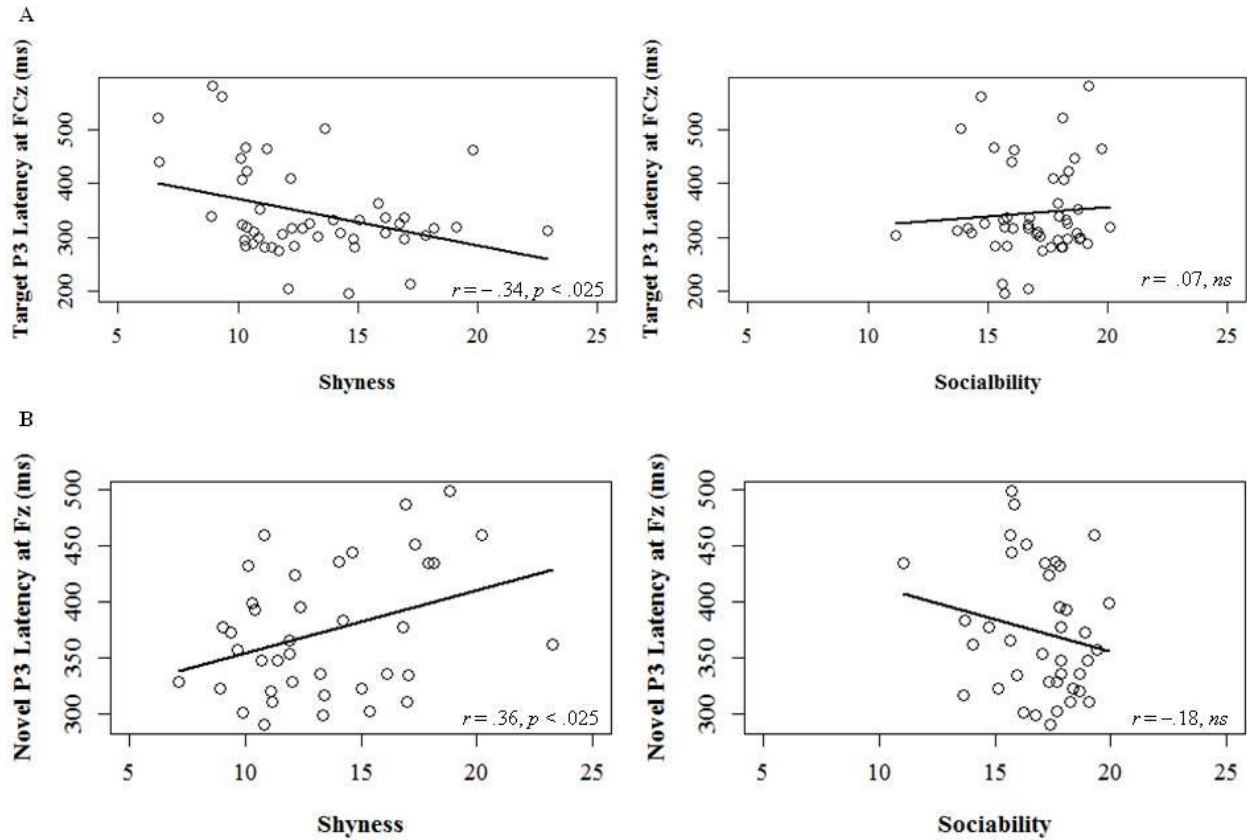 A
Target P3 Latency at FCz (ms)
500
400
300
200
r = – .34, p < .025
5 10 15 20 25
Shyness
Target P3 Latency at FCz (ms)
500
400
300
200
r = .07, ns
5 10 15 20 25
Socialbility
B
Novel P3 Latency at Fz (ms)
500
450
400
350
300
r = .36, p < .025
5 10 15 20 25
Shyness
Novel P3 Latency at Fz (ms)
500
450
400
350
300
r = –.18, ns
5 10 15 20 25
Sociability